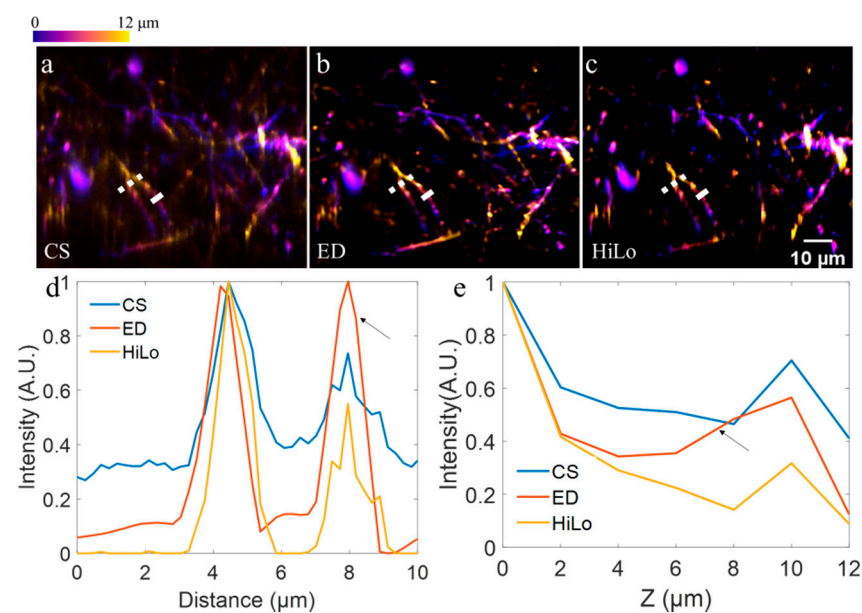 0 12 μm
a b c
CS ED HiLo
10 μm
d e
1 1
CS
ED
HiLo
0.8 0.8
0.6 0.6
0.4 0.4
CS
ED
HiLo
0.2 0.2
0 0
0 2 4 6 8 10 0 2 4 6 8 10 12
Intensity (A.U.) Intensity(A.U.)
Distance (μm) Z (μm)